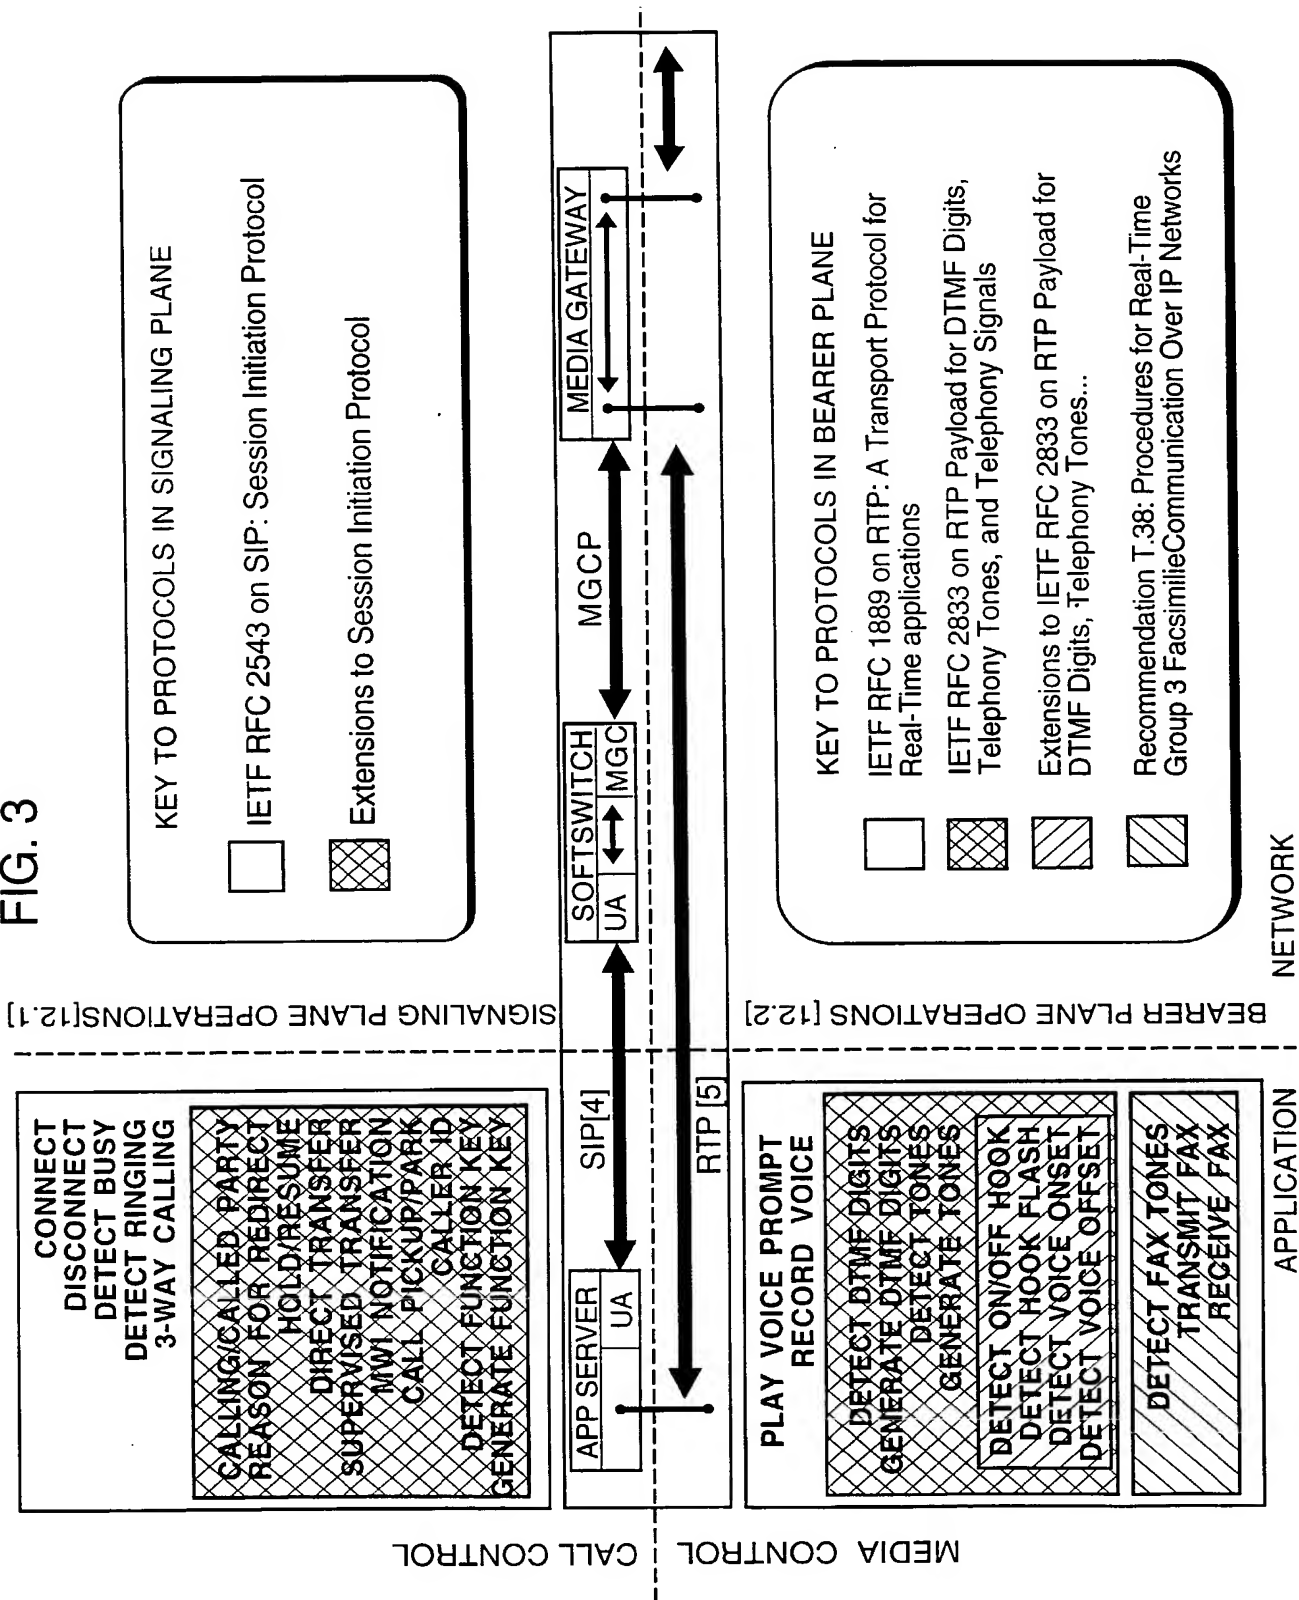 FIG. 3
CONNECT
DISCONNECT
DETECT BUSY
DETECT RINGING
3-WAY CALLING
CALLING/CALLED PARTY
REASON FOR REDIRECT
HOLD/RESUME
DIRECT TRANSFER
SUPERVISED TRANSFER
MWI NOTIFICATION
CALL PICKUP/PARK
CALLER ID
DETECT FUNCTION KEY
GENERATE FUNCTION KEY
SIGNALING PLANE OPERATIONS[12.1]
KEY TO PROTOCOLS IN SIGNALING PLANE
IETF RFC 2543 on SIP: Session Initiation Protocol
Extensions to Session Initiation Protocol
CALL CONTROL
APP SERVER
UA
SIP[4]
SOFTSWITCH
UA
MGC
MGCP
MEDIA GATEWAY
RTP [5]
MEDIA CONTROL
PLAY VOICE PROMPT
RECORD VOICE
DETECT DTMF DIGITS
GENERATE DTMF DIGITS
DETECT TONES
GENERATE TONES
DETECT ON/OFF HOOK
DETECT HOOK FLASH
DETECT VOICE ONSET
DETECT VOICE OFFSET
DETECT FAX TONES
TRANSMIT FAX
RECEIVE FAX
BEARER PLANE OPERATIONS [12.2]
KEY TO PROTOCOLS IN BEARER PLANE
IETF RFC 1889 on RTP: A Transport Protocol for
Real-Time applications
IETF RFC 2833 on RTP Payload for DTMF Digits,
Telephony Tones, and Telephony Signals
Extensions to IETF RFC 2833 on RTP Payload for
DTMF Digits, Telephony Tones...
Recommendation T.38: Procedures for Real-Time
Group 3 FacsimilieCommunication Over IP Networks
APPLICATION
NETWORK